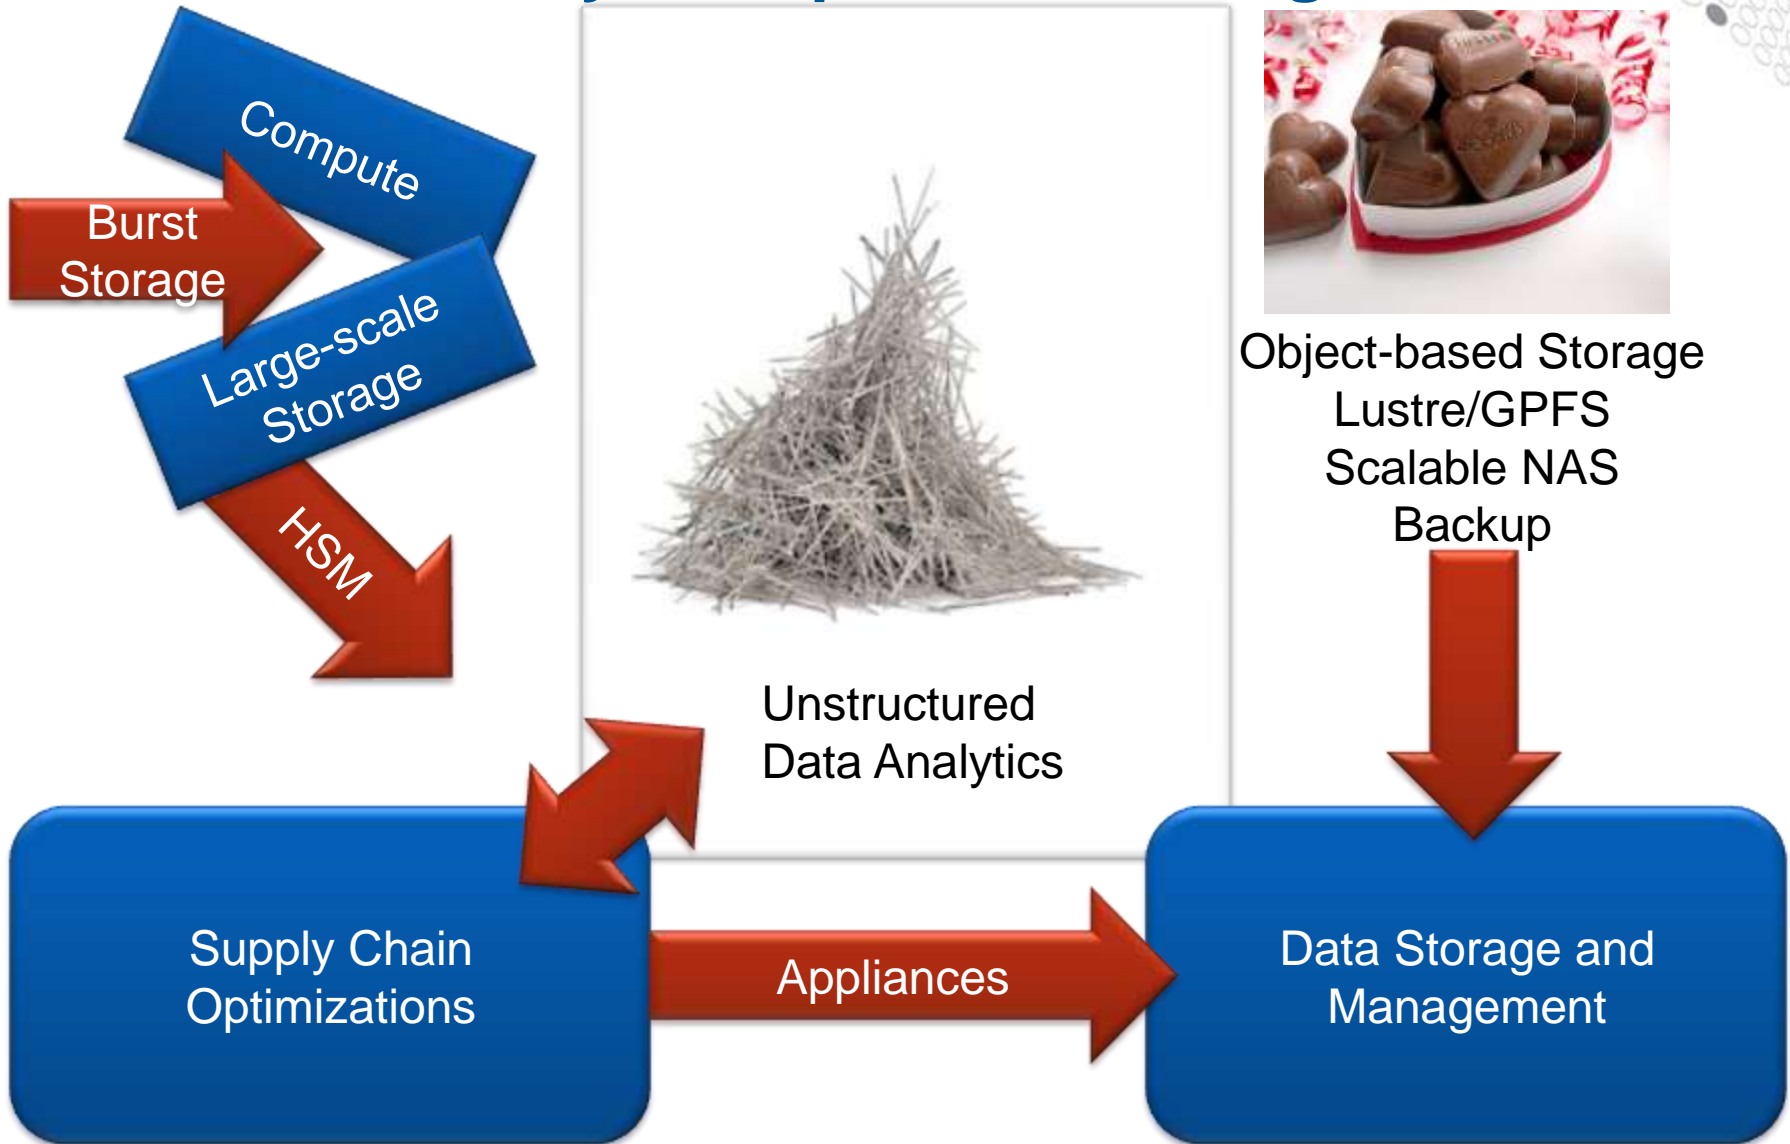 Compute
Burst
Storage
Large-scale
Storage
HSM
Unstructured
Data Analytics
Object-based Storage
Lustre/GPFS
Scalable NAS
Backup
Supply Chain
Optimizations
Appliances
Data Storage and
Management